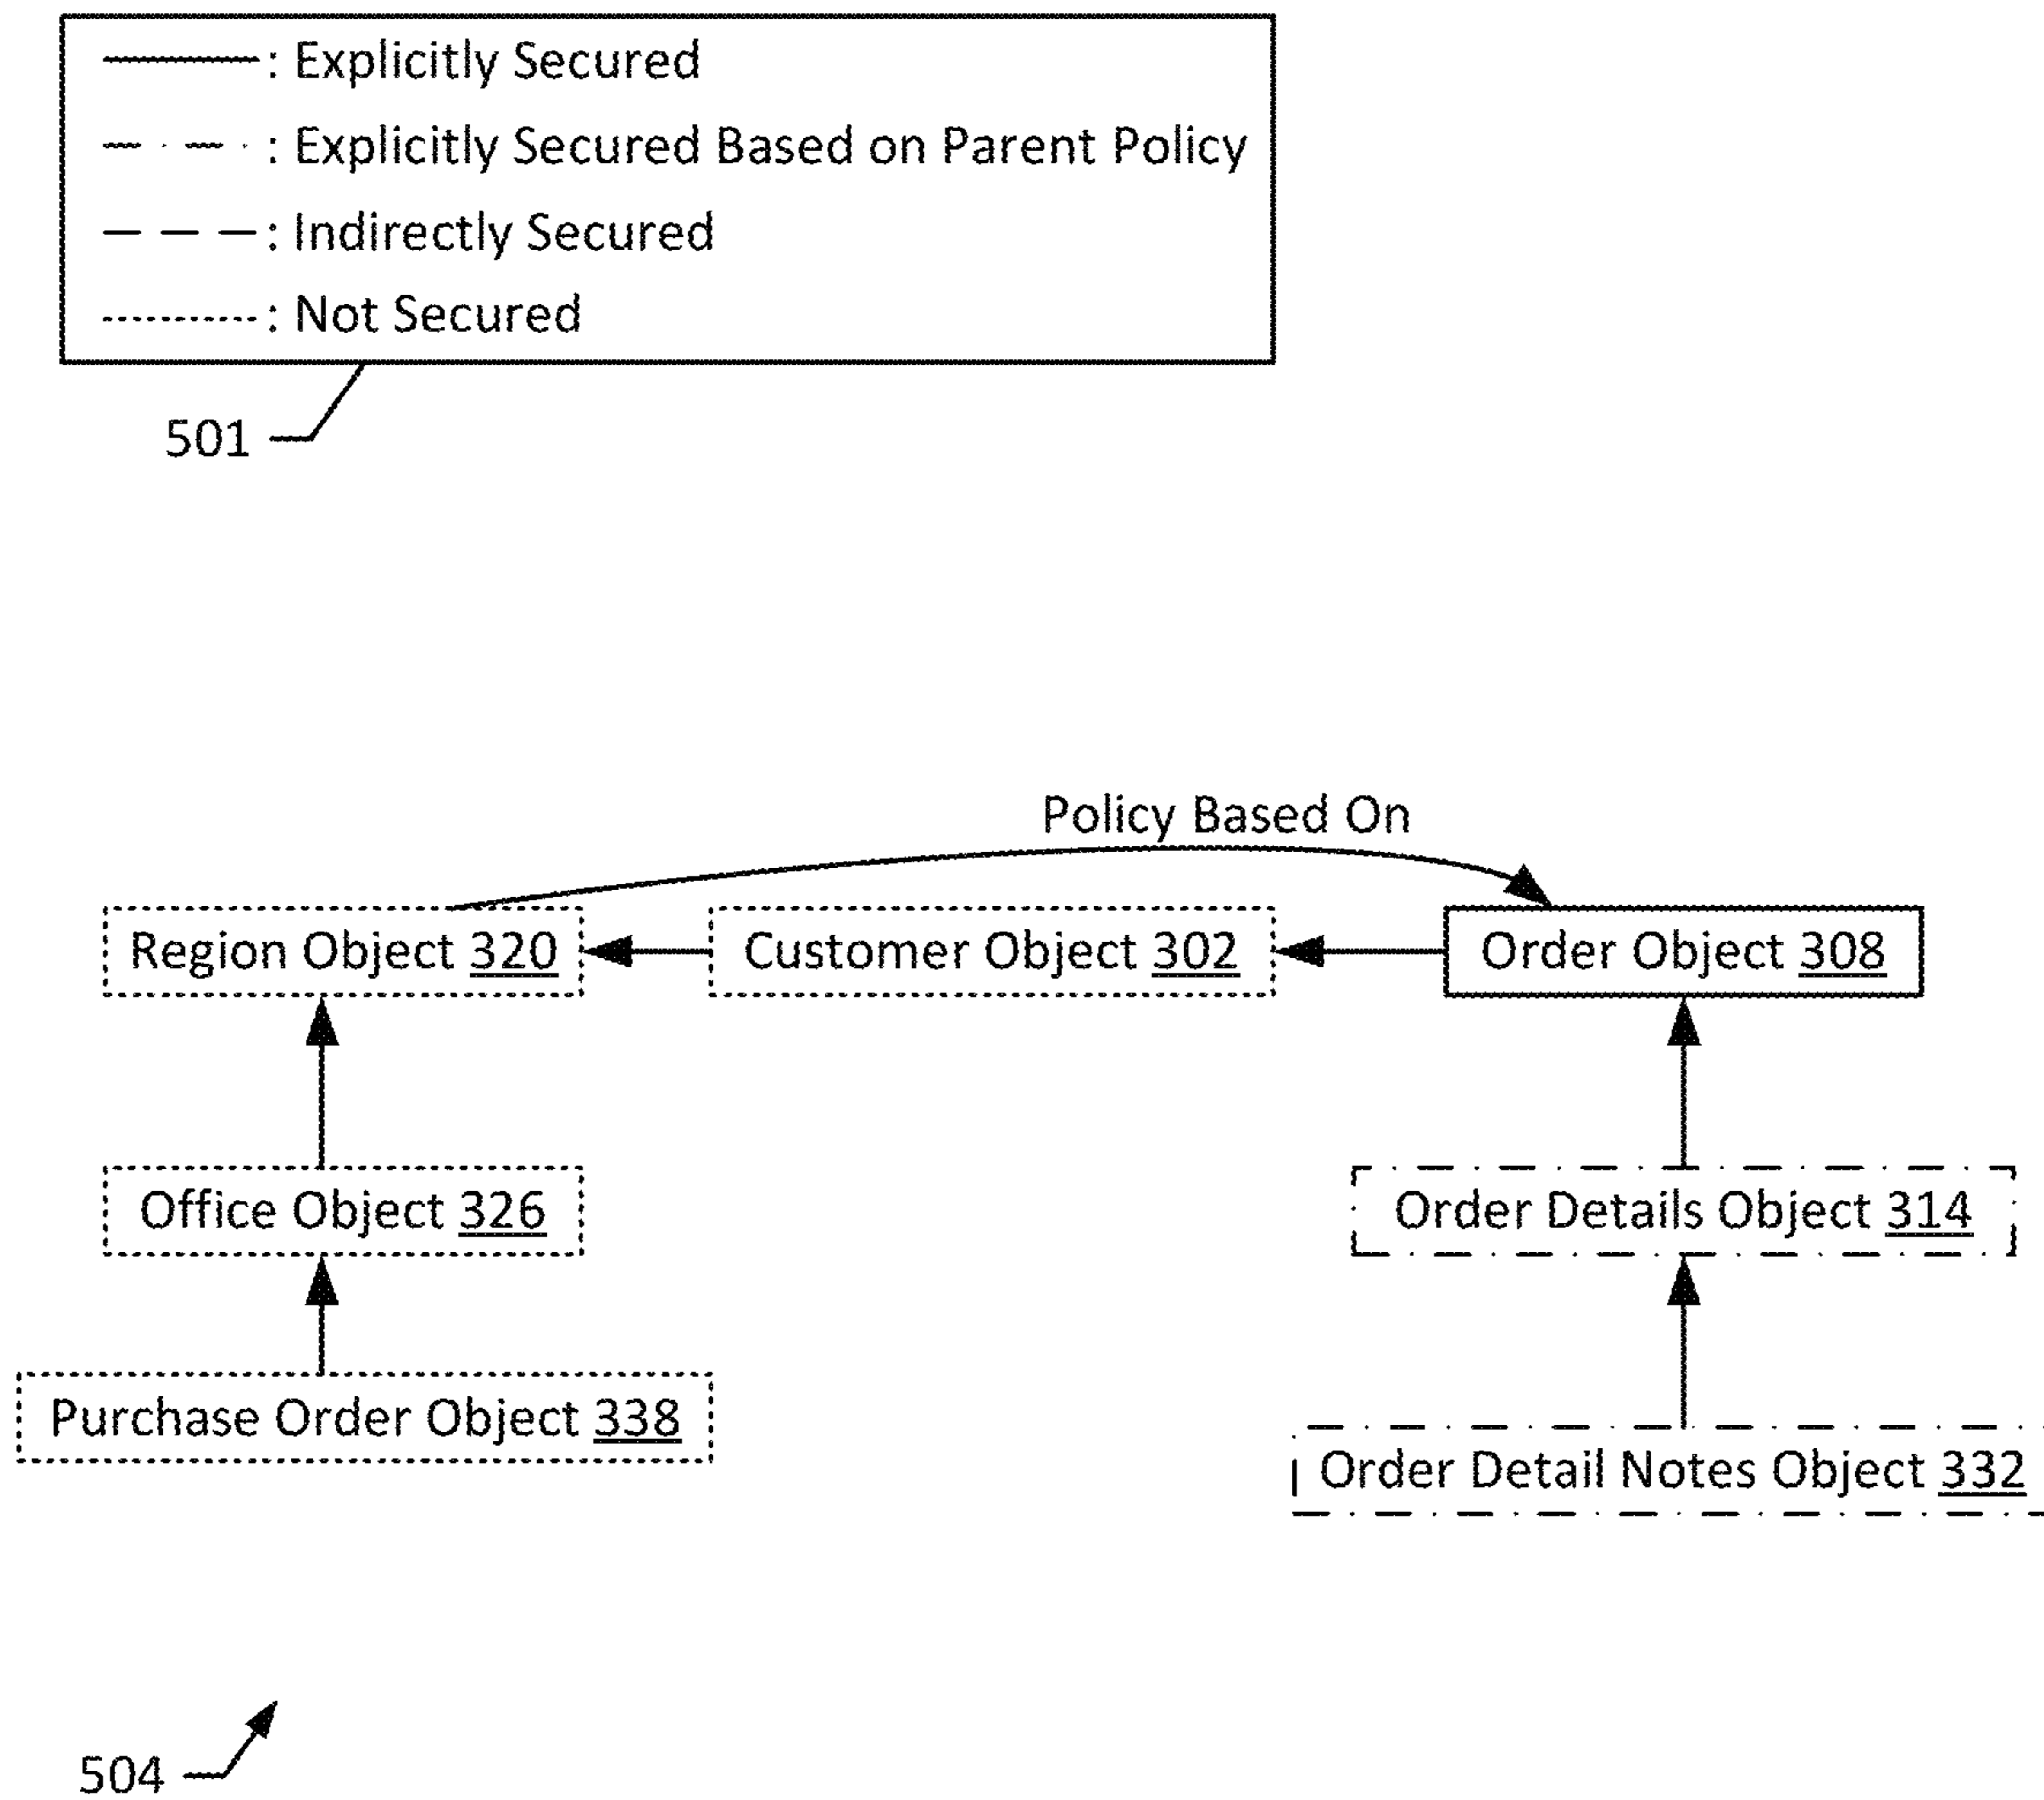 : Explicitly Secured
: Explicitly Secured Based on Parent Policy
: Indirectly Secured
: Not Secured
501
Policy Based On
Region Object 320
Customer Object 302
Order Object 308
Office Object 326
Order Details Object 314
Purchase Order Object 338
Order Detail Notes Object 332
504